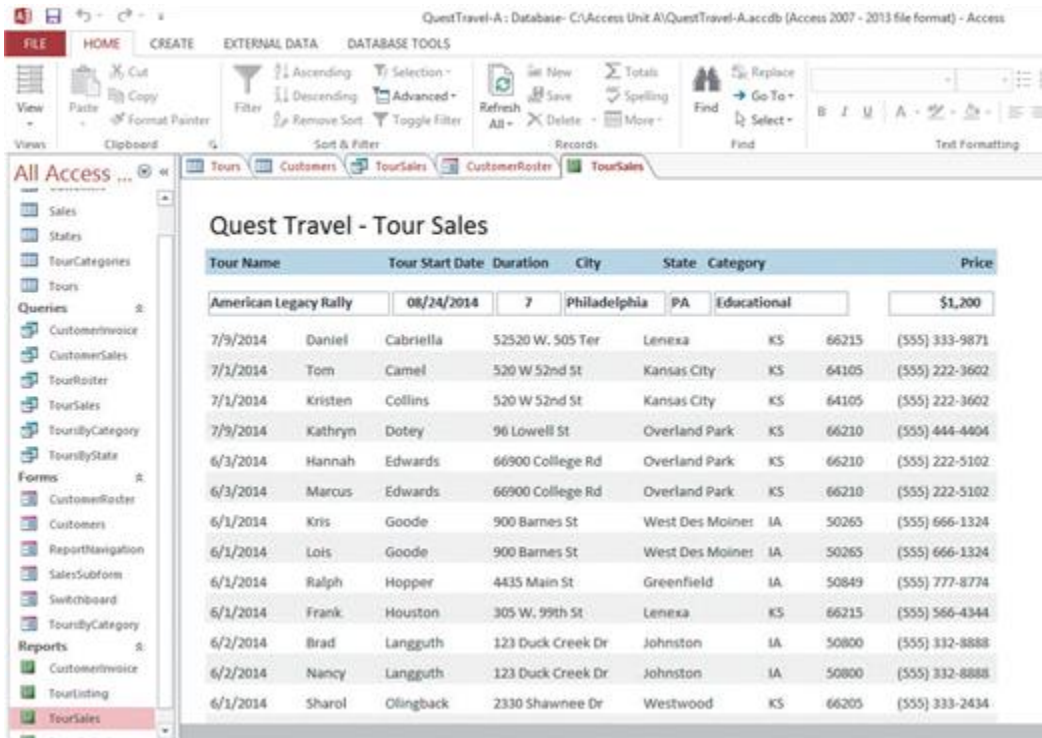 QuestTravel-A : Database- C:\Access Unit A\QuestTravel-A.accdb (Access 2007 - 2013 file format) - Access
FILE HOME CREATE EXTERNAL DATA DATABASE TOOLS
View
Paste
Cut
Copy
Format Painter
Filter
Ascending
Descending
Remove Sort
Selection
Advanced
Toggle Filter
Refresh All
New
Save
Delete
Totals
Spelling
More
Find
Replace
Go To
Select
B I U A
Views Clipboard Sort & Filter Records Find Text Formatting
All Access ...
Sales
States
TourCategories
Tours
Queries
CustomerInvoice
CustomerSales
TourRoster
TourSales
ToursByCategory
ToursByState
Forms
CustomerRoster
Customers
ReportNavigation
SalesSubform
Switchboard
ToursByCategory
Reports
CustomerInvoice
TourListing
TourSales
Tours Customers TourSales CustomerRoster TourSales
Quest Travel - Tour Sales
Tour Name Tour Start Date Duration City State Category Price
American Legacy Rally 08/24/2014 7 Philadelphia PA Educational $1,200
7/9/2014 Daniel Cabriella 52520 W. 505 Ter Lenexa KS 66215 (555) 333-9871
7/1/2014 Tom Camel 520 W 52nd St Kansas City KS 64105 (555) 222-3602
7/1/2014 Kristen Collins 520 W 52nd St Kansas City KS 64105 (555) 222-3602
7/9/2014 Kathryn Dotey 96 Lowell St Overland Park KS 66210 (555) 444-4404
6/3/2014 Hannah Edwards 66900 College Rd Overland Park KS 66210 (555) 222-5102
6/3/2014 Marcus Edwards 66900 College Rd Overland Park KS 66210 (555) 222-5102
6/1/2014 Kris Goode 900 Barnes St West Des Moines IA 50265 (555) 666-1324
6/1/2014 Lois Goode 900 Barnes St West Des Moines IA 50265 (555) 666-1324
6/1/2014 Ralph Hopper 4435 Main St Greenfield IA 50849 (555) 777-8774
6/1/2014 Frank Houston 305 W. 99th St Lenexa KS 66215 (555) 566-4344
6/2/2014 Brad Langguth 123 Duck Creek Dr Johnston IA 50800 (555) 332-8888
6/2/2014 Nancy Langguth 123 Duck Creek Dr Johnston IA 50800 (555) 332-8888
6/1/2014 Sharol Olingback 2330 Shawnee Dr Westwood KS 66205 (555) 333-2434